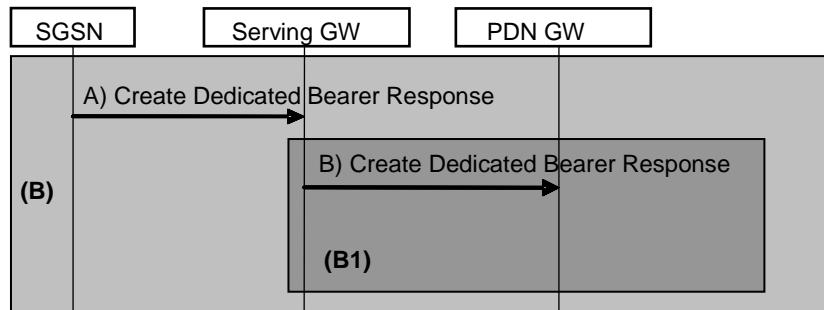 SGSN Serving GW PDN GW
A) Create Dedicated Bearer Response
B) Create Dedicated Bearer Response
(B)
(B1)